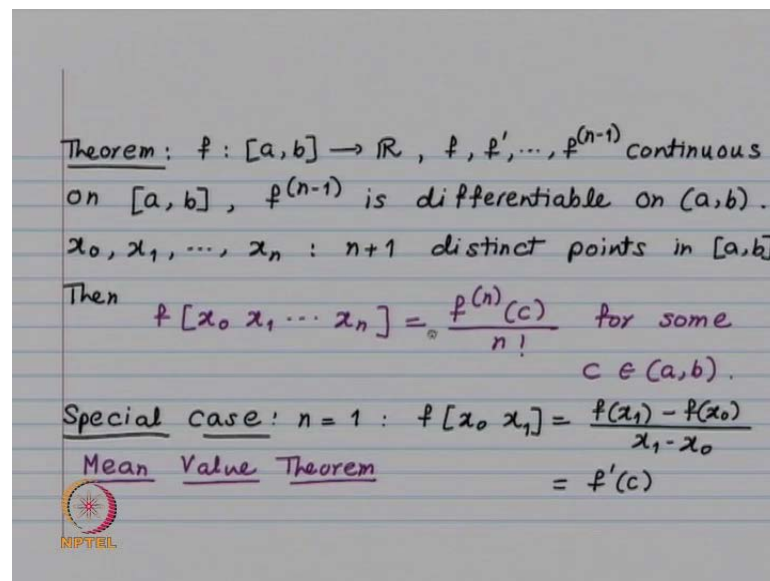 Theorem: f : [a, b] → ℝ, f, f', ..., f^(n-1) continuous
on [a, b], f^(n-1) is differentiable on (a, b).
x₀, x₁, ..., xₙ : n+1 distinct points in [a, b]
Then f [x₀ x₁ ⋯ xₙ] = f^(n)(c) / n! for some
c ∈ (a, b).
Special case: n = 1 : f [x₀ x₁] = (f(x₁) - f(x₀)) / (x₁ - x₀)
Mean Value Theorem = f'(c)
NPTEL